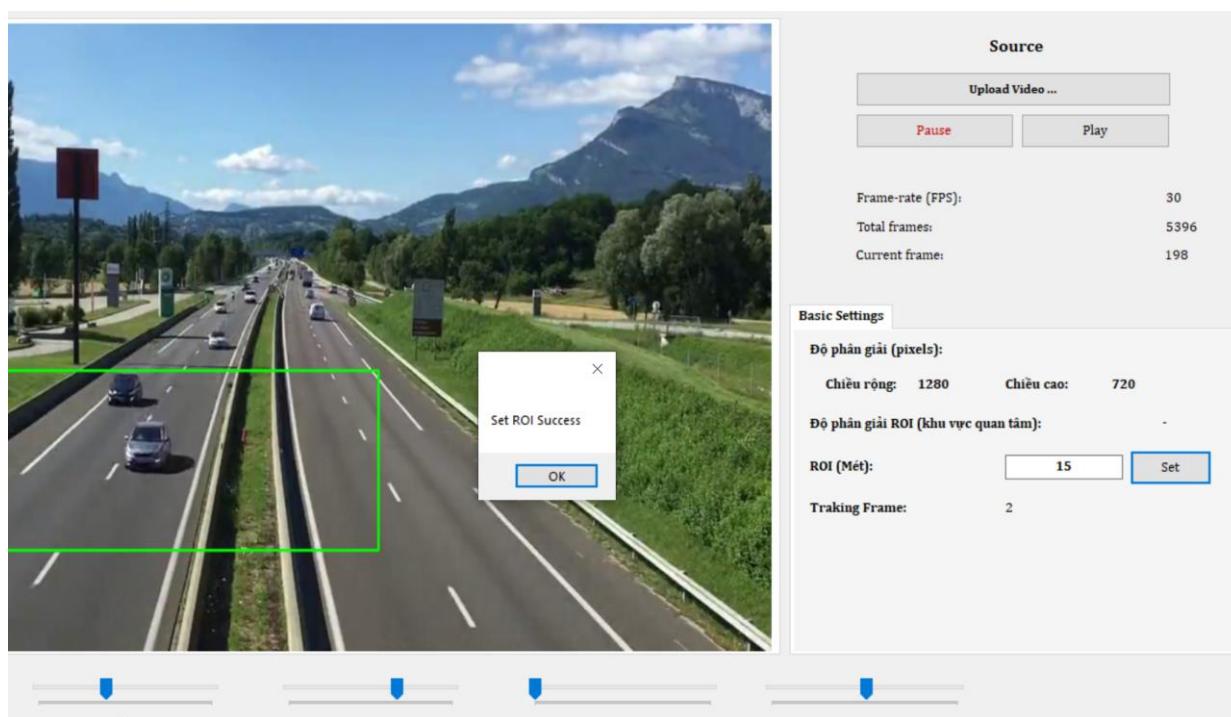 Source
Upload Video ...
Pause Play
Frame-rate (FPS): 30
Total frames: 5396
Current frame: 198
Basic Settings
Độ phân giải (pixels):
Chiều rộng: 1280 Chiều cao: 720
Độ phân giải ROI (khu vực quan tâm): -
ROI (Mét): 15 Set
Traking Frame: 2
Set ROI Success
OK